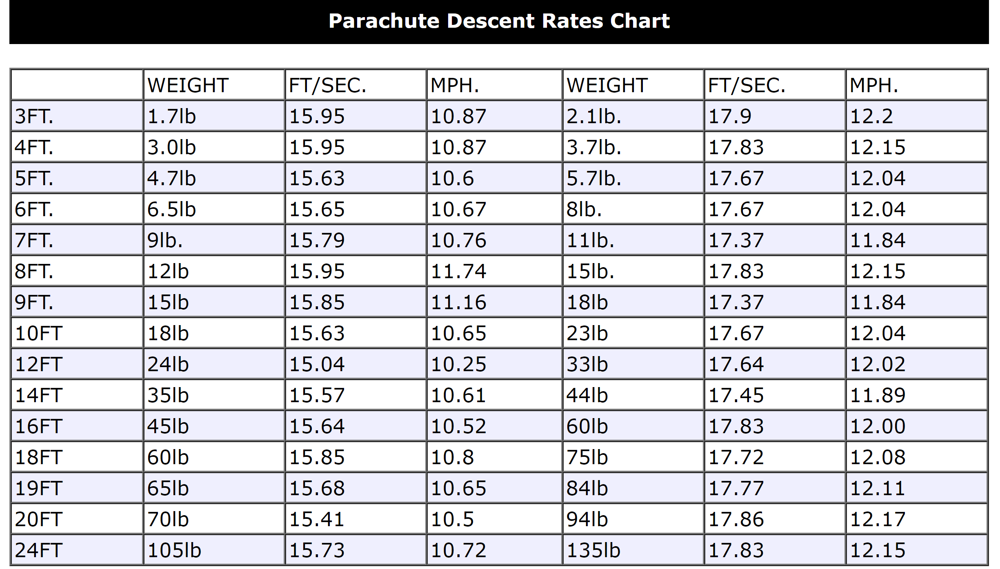 Parachute Descent Rates Chart
WEIGHT FT/SEC. MPH. WEIGHT FT/SEC. MPH.
3FT. 1.7lb 15.95 10.87 2.1lb. 17.9 12.2
4FT. 3.0lb 15.95 10.87 3.7lb. 17.83 12.15
5FT. 4.7lb 15.63 10.6 5.7lb. 17.67 12.04
6FT. 6.5lb 15.65 10.67 8lb. 17.67 12.04
7FT. 9lb. 15.79 10.76 11lb. 17.37 11.84
8FT. 12lb 15.95 11.74 15lb. 17.83 12.15
9FT. 15lb 15.85 11.16 18lb 17.37 11.84
10FT 18lb 15.63 10.65 23lb 17.67 12.04
12FT 24lb 15.04 10.25 33lb 17.64 12.02
14FT 35lb 15.57 10.61 44lb 17.45 11.89
16FT 45lb 15.64 10.52 60lb 17.83 12.00
18FT 60lb 15.85 10.8 75lb 17.72 12.08
19FT 65lb 15.68 10.65 84lb 17.77 12.11
20FT 70lb 15.41 10.5 94lb 17.86 12.17
24FT 105lb 15.73 10.72 135lb 17.83 12.15